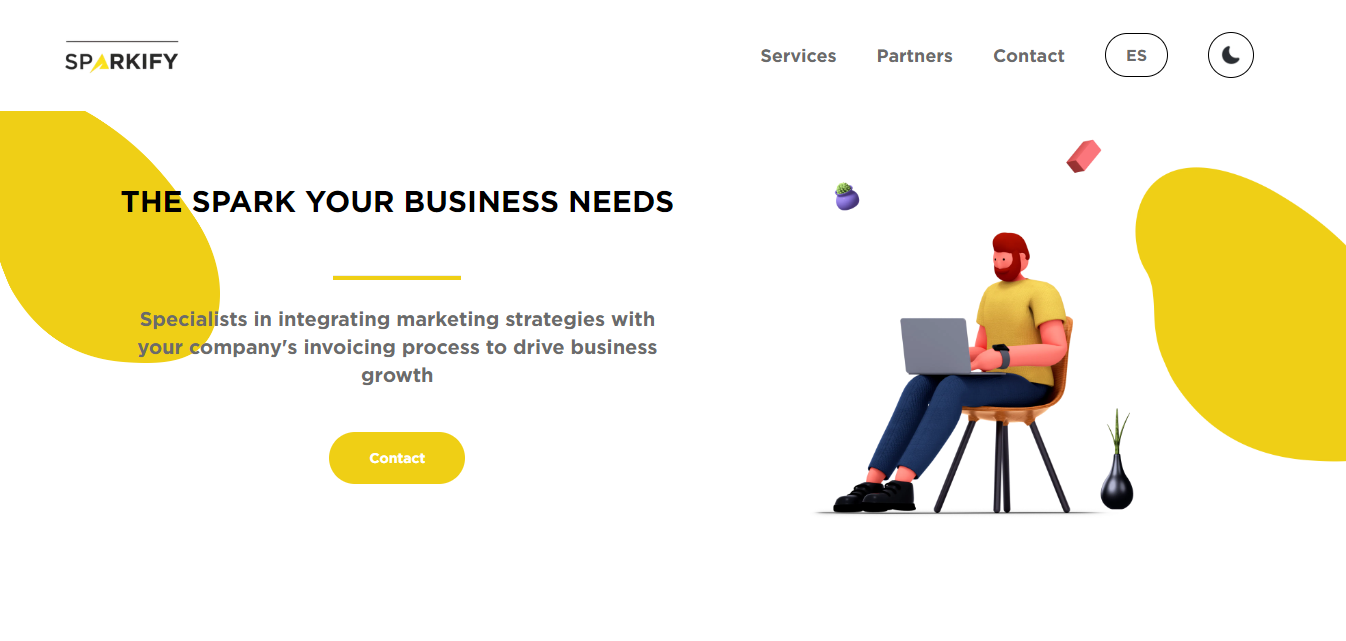 SPARKIFY
Services
Partners
Contact
ES
THE SPARK YOUR BUSINESS NEEDS
Specialists in integrating marketing strategies with
your company's invoicing process to drive business
growth
Contact